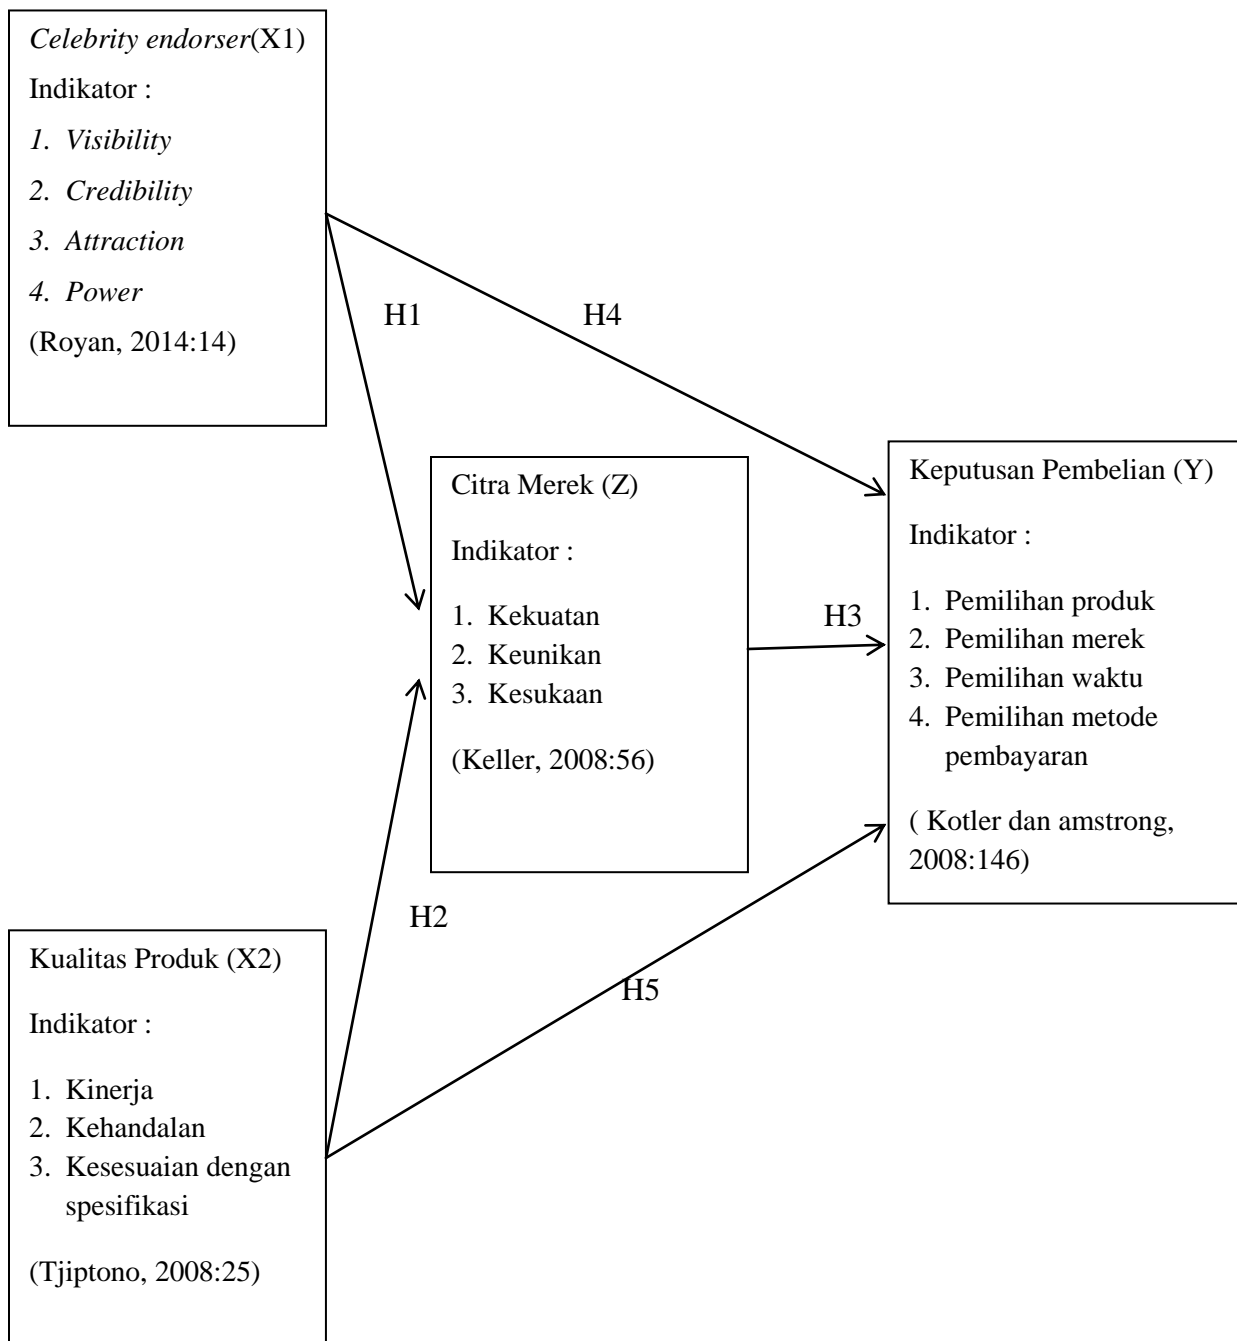 Celebrity endorser(X1)
Indikator :
1. Visibility
2. Credibility
3. Attraction
4. Power
(Royan, 2014:14)
H1
H4
Citra Merek (Z)
Indikator :
1. Kekuatan
2. Keunikan
3. Kesukaan
(Keller, 2008:56)
H3
Keputusan Pembelian (Y)
Indikator :
1. Pemilihan produk
2. Pemilihan merek
3. Pemilihan waktu
4. Pemilihan metode
pembayaran
( Kotler dan amstrong,
2008:146)
H2
H5
Kualitas Produk (X2)
Indikator :
1. Kinerja
2. Kehandalan
3. Kesesuaian dengan
spesifikasi
(Tjiptono, 2008:25)